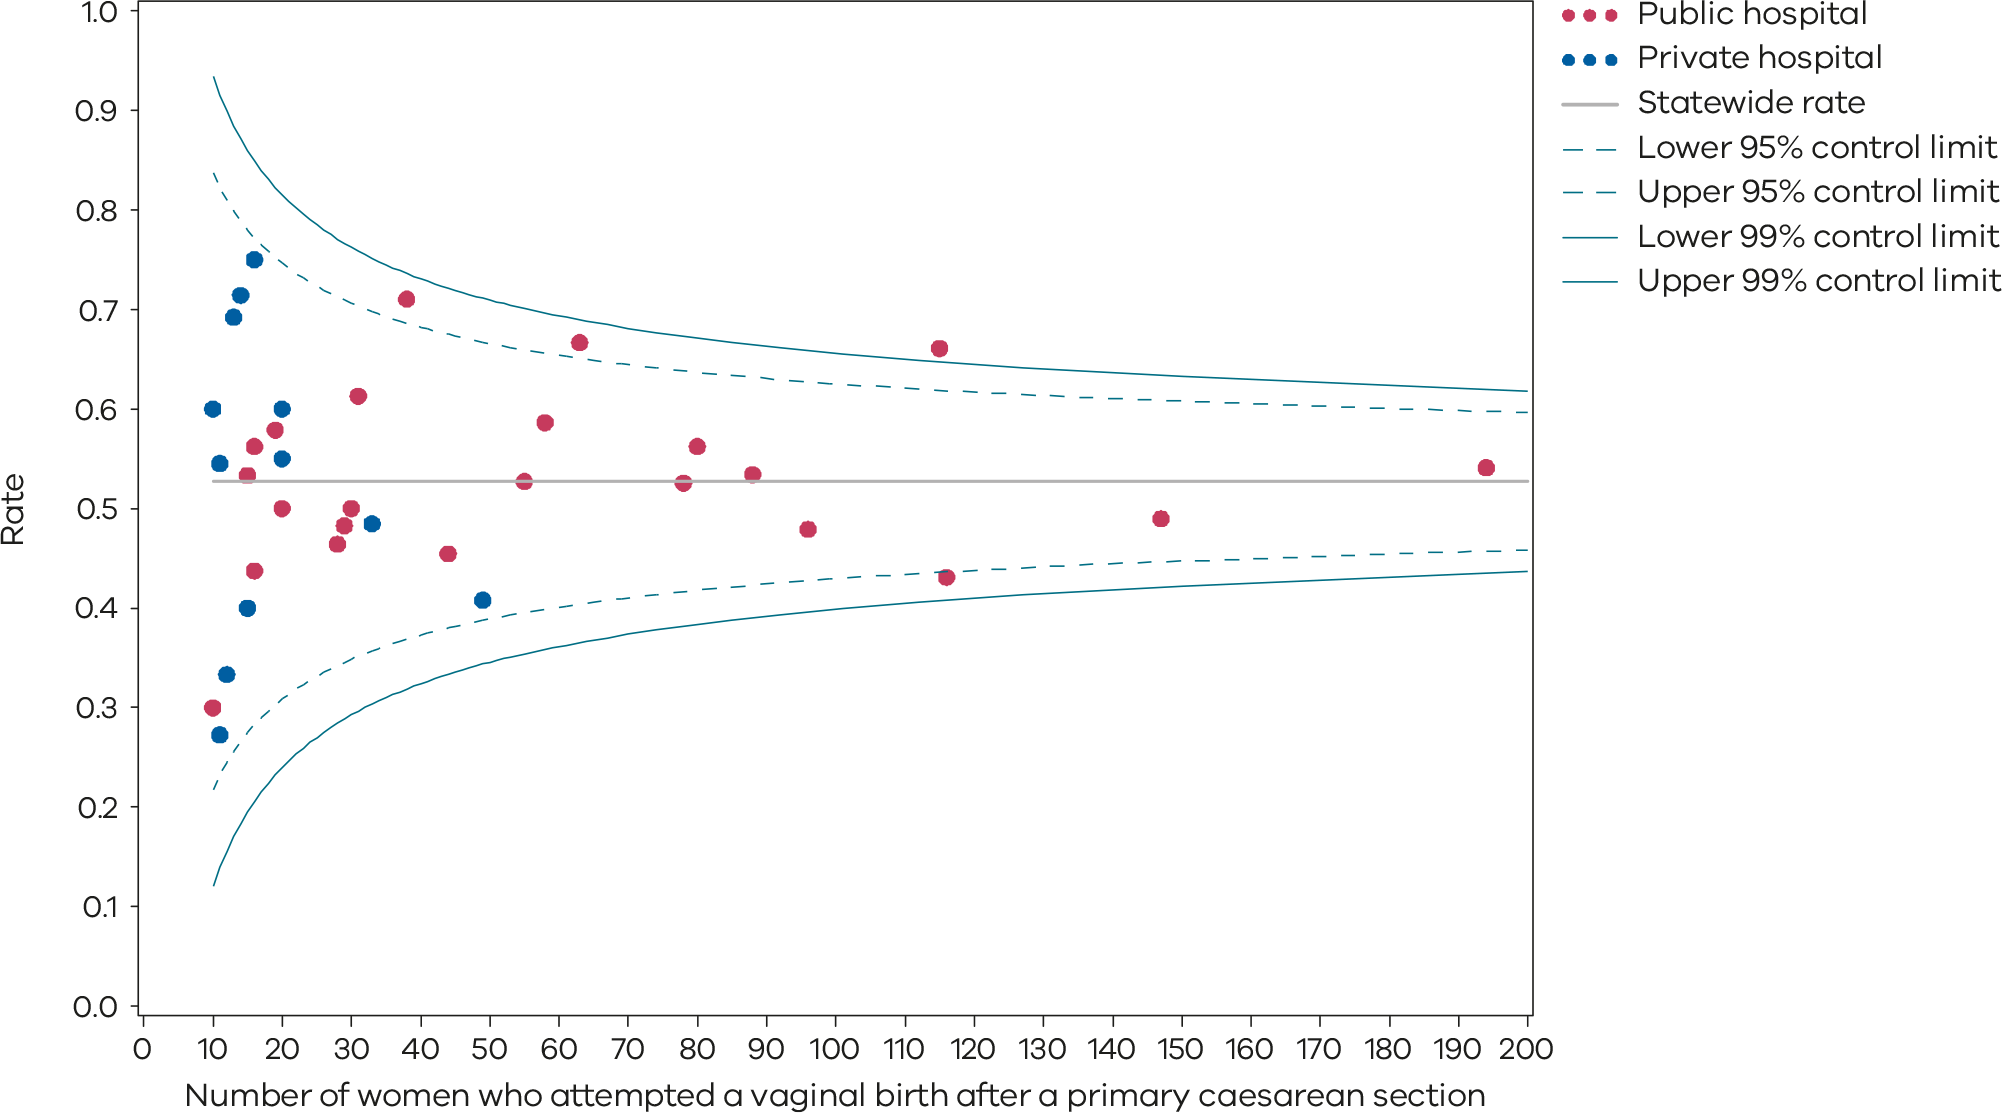 1.0
0.9
0.8
0.7
0.6
0.5
0.4
0.3
0.2
0.1
0.0
Rate
0 10 20 30 40 50 60 70 80 90 100 110 120 130 140 150 160 170 180 190 200
Number of women who attempted a vaginal birth after a primary caesarean section
Public hospital
Private hospital
Statewide rate
Lower 95% control limit
Upper 95% control limit
Lower 99% control limit
Upper 99% control limit